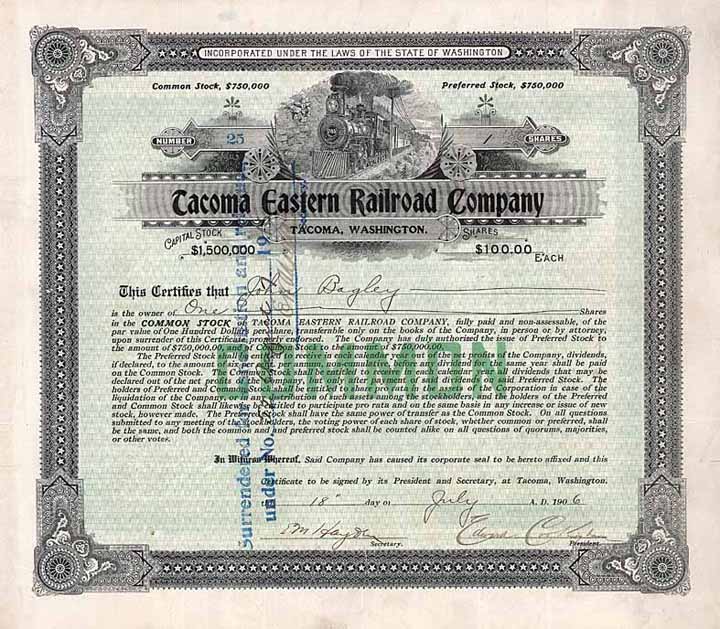 INCORPORATED UNDER THE LAWS OF THE STATE OF WASHINGTON
Common Stock, $750,000 Preferred Stock, $750,000
NUMBER 25 1 SHARES
Tacoma Eastern Railroad Company
TACOMA, WASHINGTON.
CAPITAL STOCK $1,500,000 SHARES $100.00 EACH
This Certifies that John Bagley
is the owner of One Shares
in the COMMON STOCK of TACOMA EASTERN RAILROAD COMPANY, fully paid and non-assessable, of the
par value of One Hundred Dollars per share, transferable only on the books of the Company, in person or by attorney
upon surrender of this Certificate properly endorsed. The Company has duly authorized the issue of Preferred Stock to
the amount of $750,000.00, and of Common Stock to the amount of $750,000.00.
The Preferred Stock shall be entitled to receive in each calendar year out of the net profits of the Company, dividends,
if declared, to the amount of per annum before any dividend for the same year shall be paid
on the Common Stock. The Common Stock shall be entitled to receive in each calendar year all dividends that may be
declared out of the net profits of the Company, for such year after payment of said Preferred dividends. The
holders of Preferred and Common Stock shall be entitled to share pro rata in the assets of the Corporation in case of the
liquidation of the Company and distribution of such assets among the stockholders, and the holders of the Preferred
and Common Stock shall likewise be entitled to participate pro rata and on the same basis in any increase or issue of new
stock, however made. The Preferred Stock shall have the same power of transfer as the Common Stock. On all questions
submitted to any meeting of the stockholders, the voting power of each share of stock, whether common or preferred, shall
be the same, and both the common and preferred stock shall be counted alike on all questions of quorums, majorities,
or other votes.
COMMON
In Witness Whereof, Said Company has caused its corporate seal to be hereto affixed and this
Certificate to be signed by its President and Secretary, at Tacoma, Washington.
18" day of July A.D. 1906
E M Hayden Edward
Secretary. President.
Surrendered for
under No.